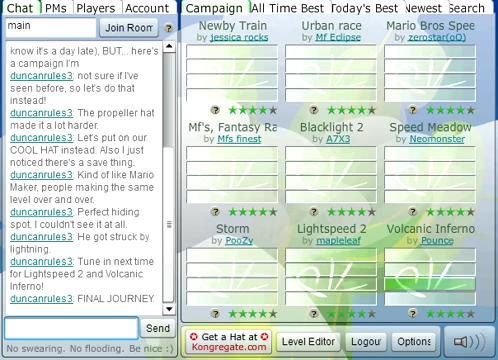 Chat PMs Players Account
main Join Room
know it's a day late), BUT... here's
a campaign I'm
duncanrules3: not sure if I've
seen before, so let's do that
instead!
duncanrules3: The propeller hat
made it a lot harder.
duncanrules3: Let's put on our
COOL HAT instead. Also I just
noticed there's a save thing.
duncanrules3: Kind of like Mario
Maker, people making the same
level over and over.
duncanrules3: Perfect hiding
spot, I couldn't see it at all.
duncanrules3: He got struck by
lightning.
duncanrules3: Tune in next time
for Lightspeed 2 and Volcanic
Inferno!
duncanrules3: FINAL JOURNEY.
Send
No swearing. No flooding. Be nice :)
Campaign All Time Best Today's Best Newest Search
Newby Train Urban race Mario Bros Spee
by jessica rocks by Mf Eclipse by zerostar(oO)
? ? ?
Mf's, Fantasy Ra Blacklight 2 Speed Meadow
by Mfs finest by A7X3 by Neomonster
? ? ?
Storm Lightspeed 2 Volcanic Inferno
by PooZy by mapleleaf by Pounce
? ? ?
Get a Hat at
Kongregate.com
Level Editor Logout Options